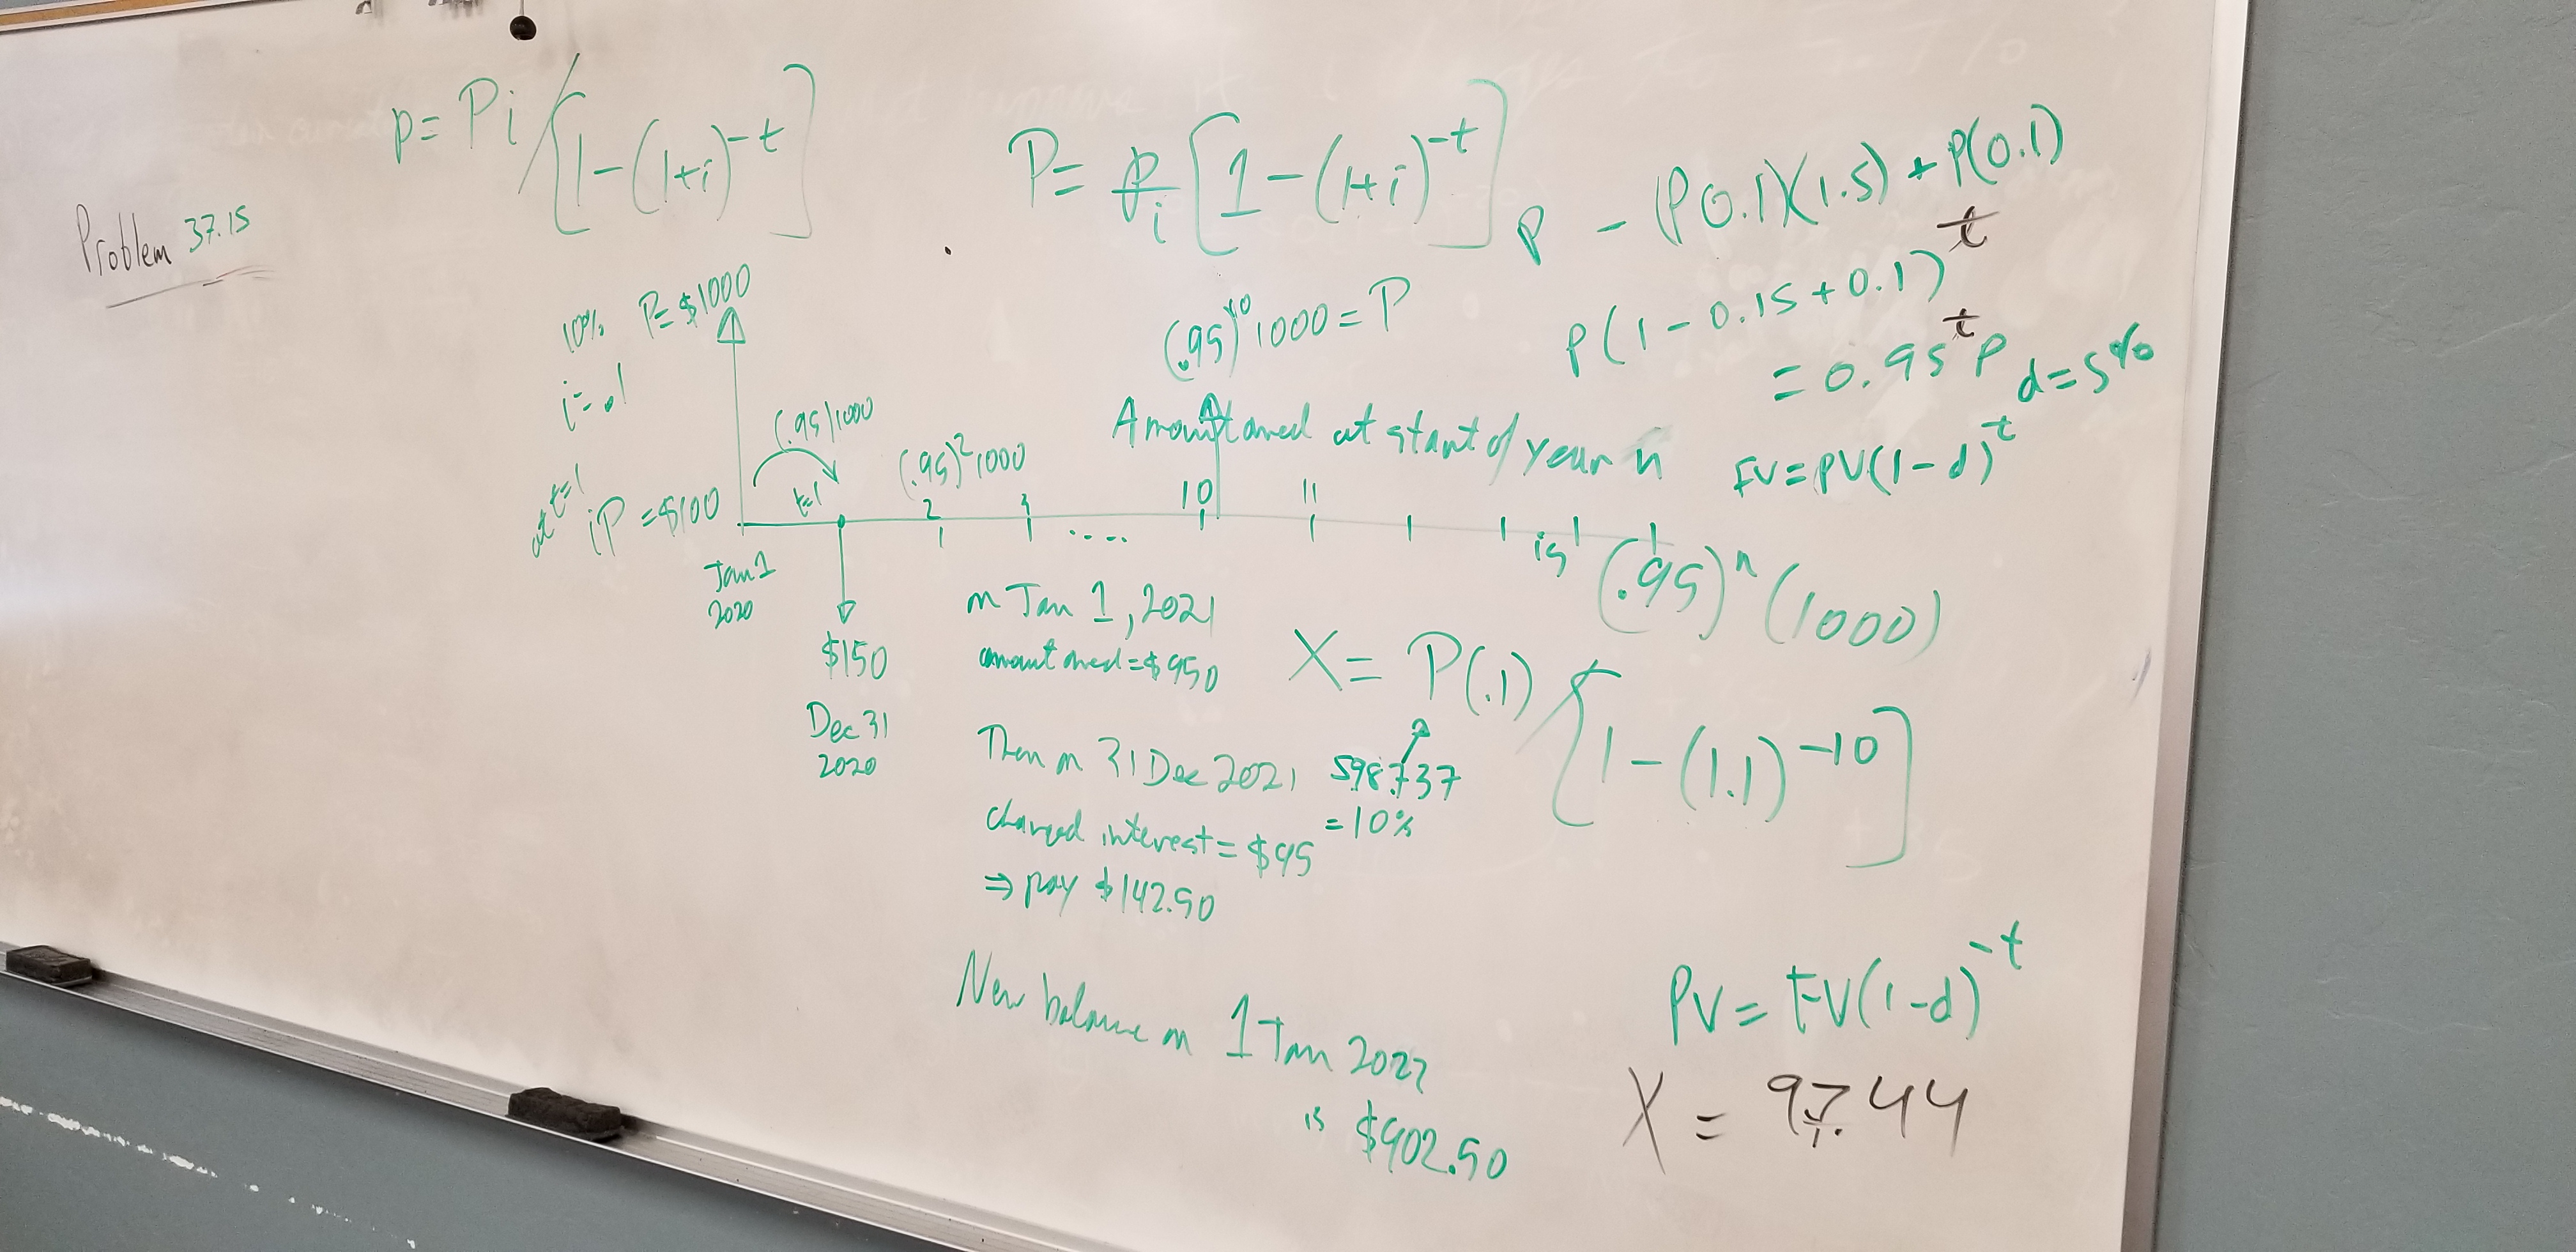 p = Pi / [1-(1+i)^-t]
P = p/i [1-(1+i)^-t]
Problem 37.15
P - (P0.1)(1.5) + P(0.1)
P(1-0.15+0.1)^t
= 0.95^t P
d=5%
FV=PV(1-d)^t
10%
P=$1000
i=.1
at t=1
iP=$100
(.95)1000
t=1
(.95)^2 1000
(.95)^10 1000 = P
Amount owed at start of year n
is (.95)^n (1000)
2 3 .... 10 11
Jan 1
2020
$150
Dec 31
2020
on Jan 1, 2021
amount owed = $950
Then on 31 Dec 2021
charged interest = $95
⇒ pay $142.50
New balance on 1 Jan 2022
is $902.50
X = P(.1) / [1-(1.1)^-10]
598.737
=10%
PV = FV(1-d)^-t
X = 97.44